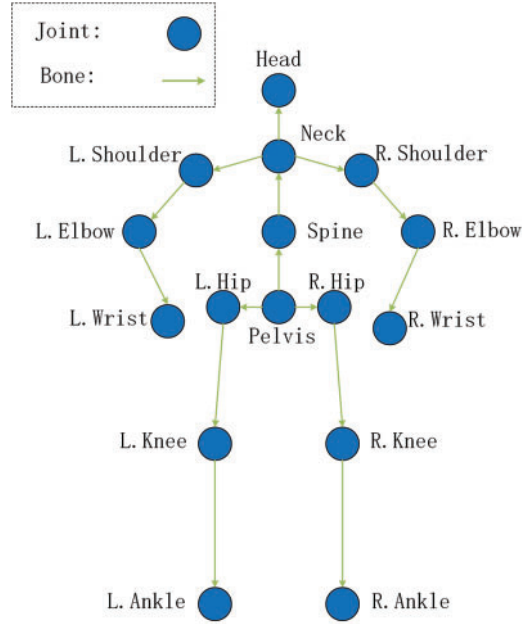 Joint:
Bone:
Head
Neck
L.Shoulder
R.Shoulder
L.Elbow
Spine
R.Elbow
L.Hip
R.Hip
L.Wrist
Pelvis
R.Wrist
L.Knee
R.Knee
L.Ankle
R.Ankle